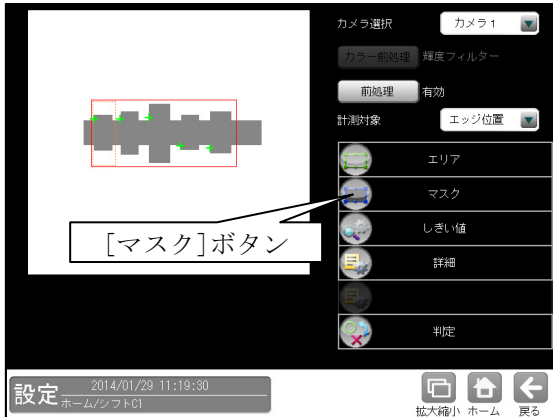 カメラ選択 カメラ1
カラー前処理 輝度フィルター
前処理 有効
計測対象 エッジ位置
エリア
マスク
[マスク]ボタン
しきい値
詳細
判定
設定 2014/01/29 11:19:30
ホーム/シフトC1
拡大縮小 ホーム 戻る